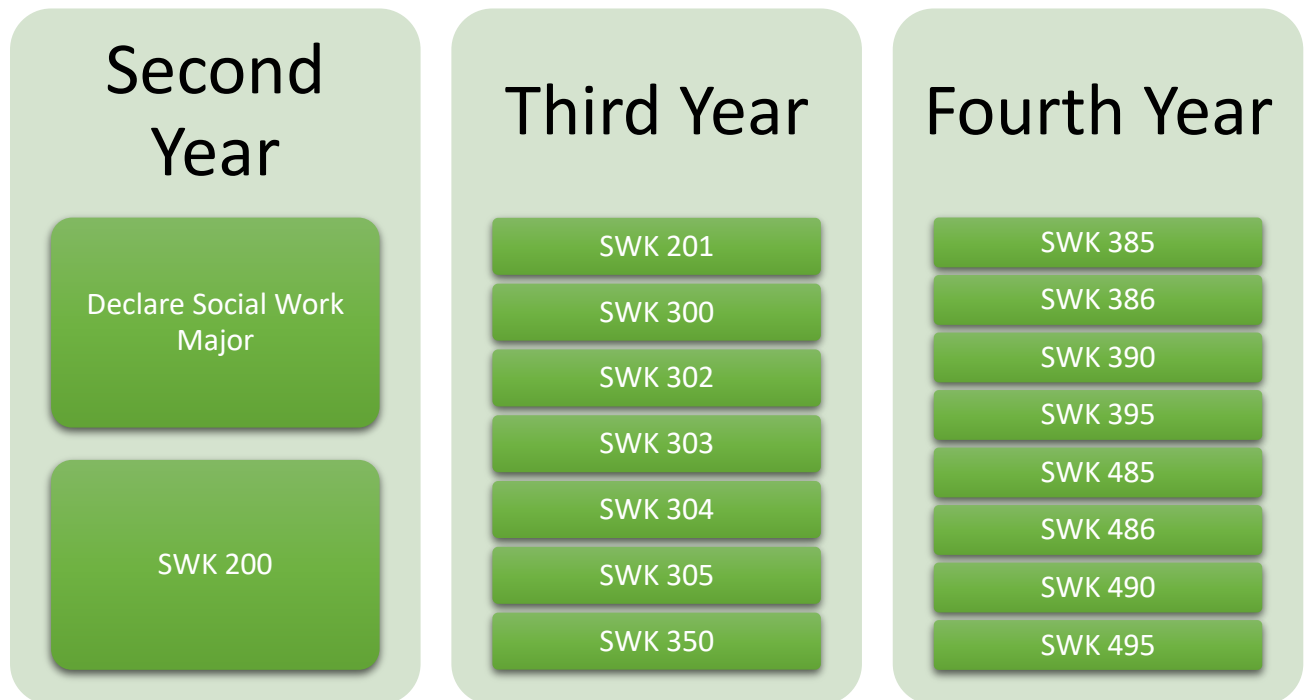 Second
Year
Declare Social Work
Major
SWK 200
Third Year
SWK 201
SWK 300
SWK 302
SWK 303
SWK 304
SWK 305
SWK 350
Fourth Year
SWK 385
SWK 386
SWK 390
SWK 395
SWK 485
SWK 486
SWK 490
SWK 495